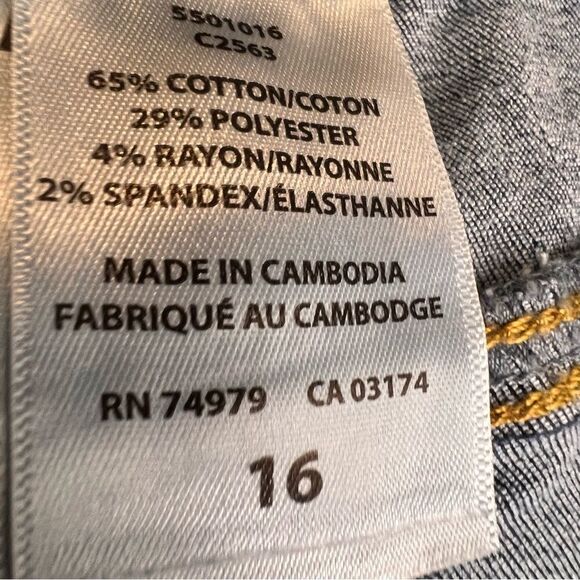 5501016
C2563
65% COTTON/COTON
29% POLYESTER
4% RAYON/RAYONNE
2% SPANDEX/ÉLASTHANNE
MADE IN CAMBODIA
FABRIQUÉ AU CAMBODGE
RN 74979 CA 03174
16